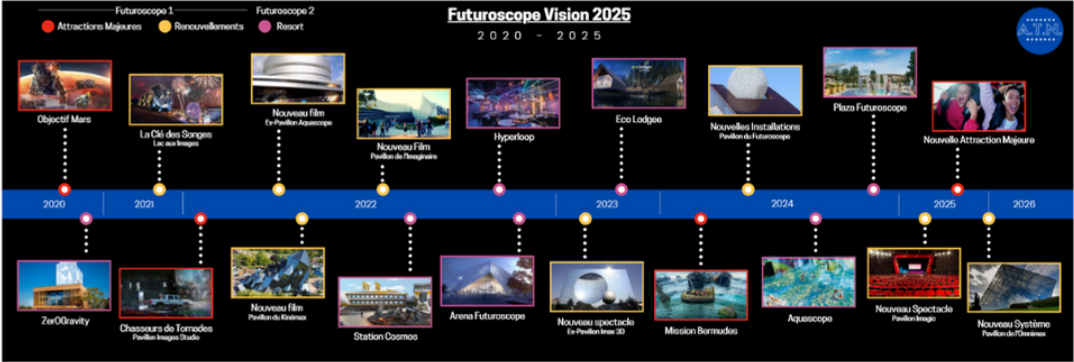 Futuroscope Vision 2025
2020 - 2025
Futuroscope 1
Futuroscope 2
Attractions Majeures
Renouvellements
Resort
A.T.N.
Objectif Mars
La Clé des Songes
Lac aux Images
Nouveau film
Ex-Pavillon Aquascope
Nouveau Film
Pavillon de l'Imaginaire
Hyperloop
Eco Lodgee
Nouvelles Installations
Pavillon du Futuroscope
Plaza Futuroscope
Nouvelle Attraction Majeure
2020
2021
2022
2023
2024
2025
2026
ZerOGravity
Chasseurs de Tornades
Pavillon Images Studio
Nouveau film
Pavillon du Kinémax
Station Cosmos
Arena Futuroscope
Nouveau spectacle
Ex-Pavillon Imax 3D
Mission Bermudes
Aquascope
Nouveau Spectacle
Pavillon Imagic
Nouveau Système
Pavillon de l'Omnimax